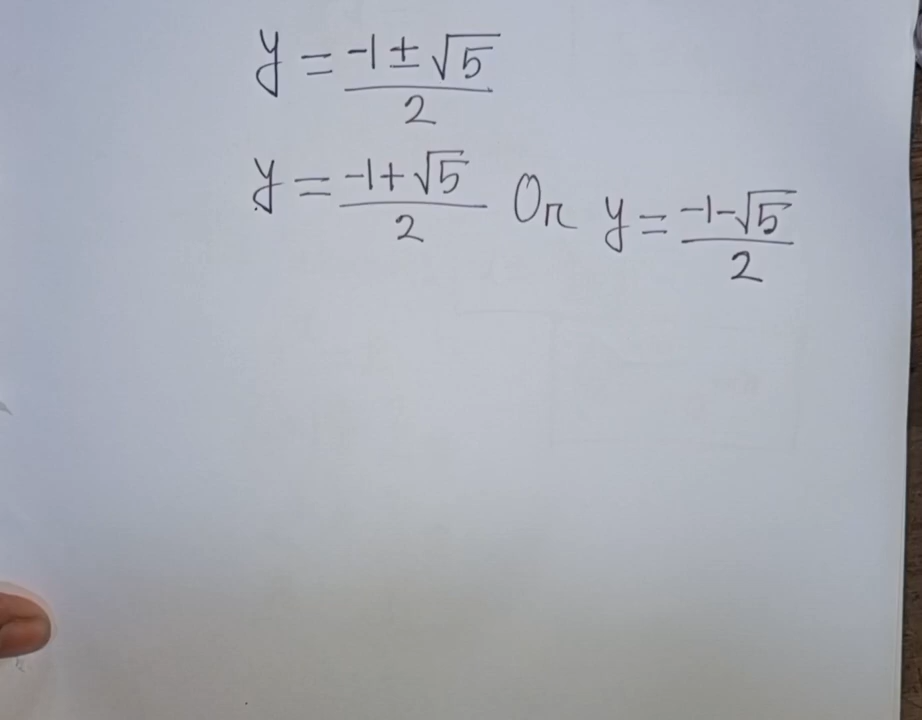 y = (-1 ± √5)/2
y = (-1 + √5)/2 Or y = (-1 - √5)/2